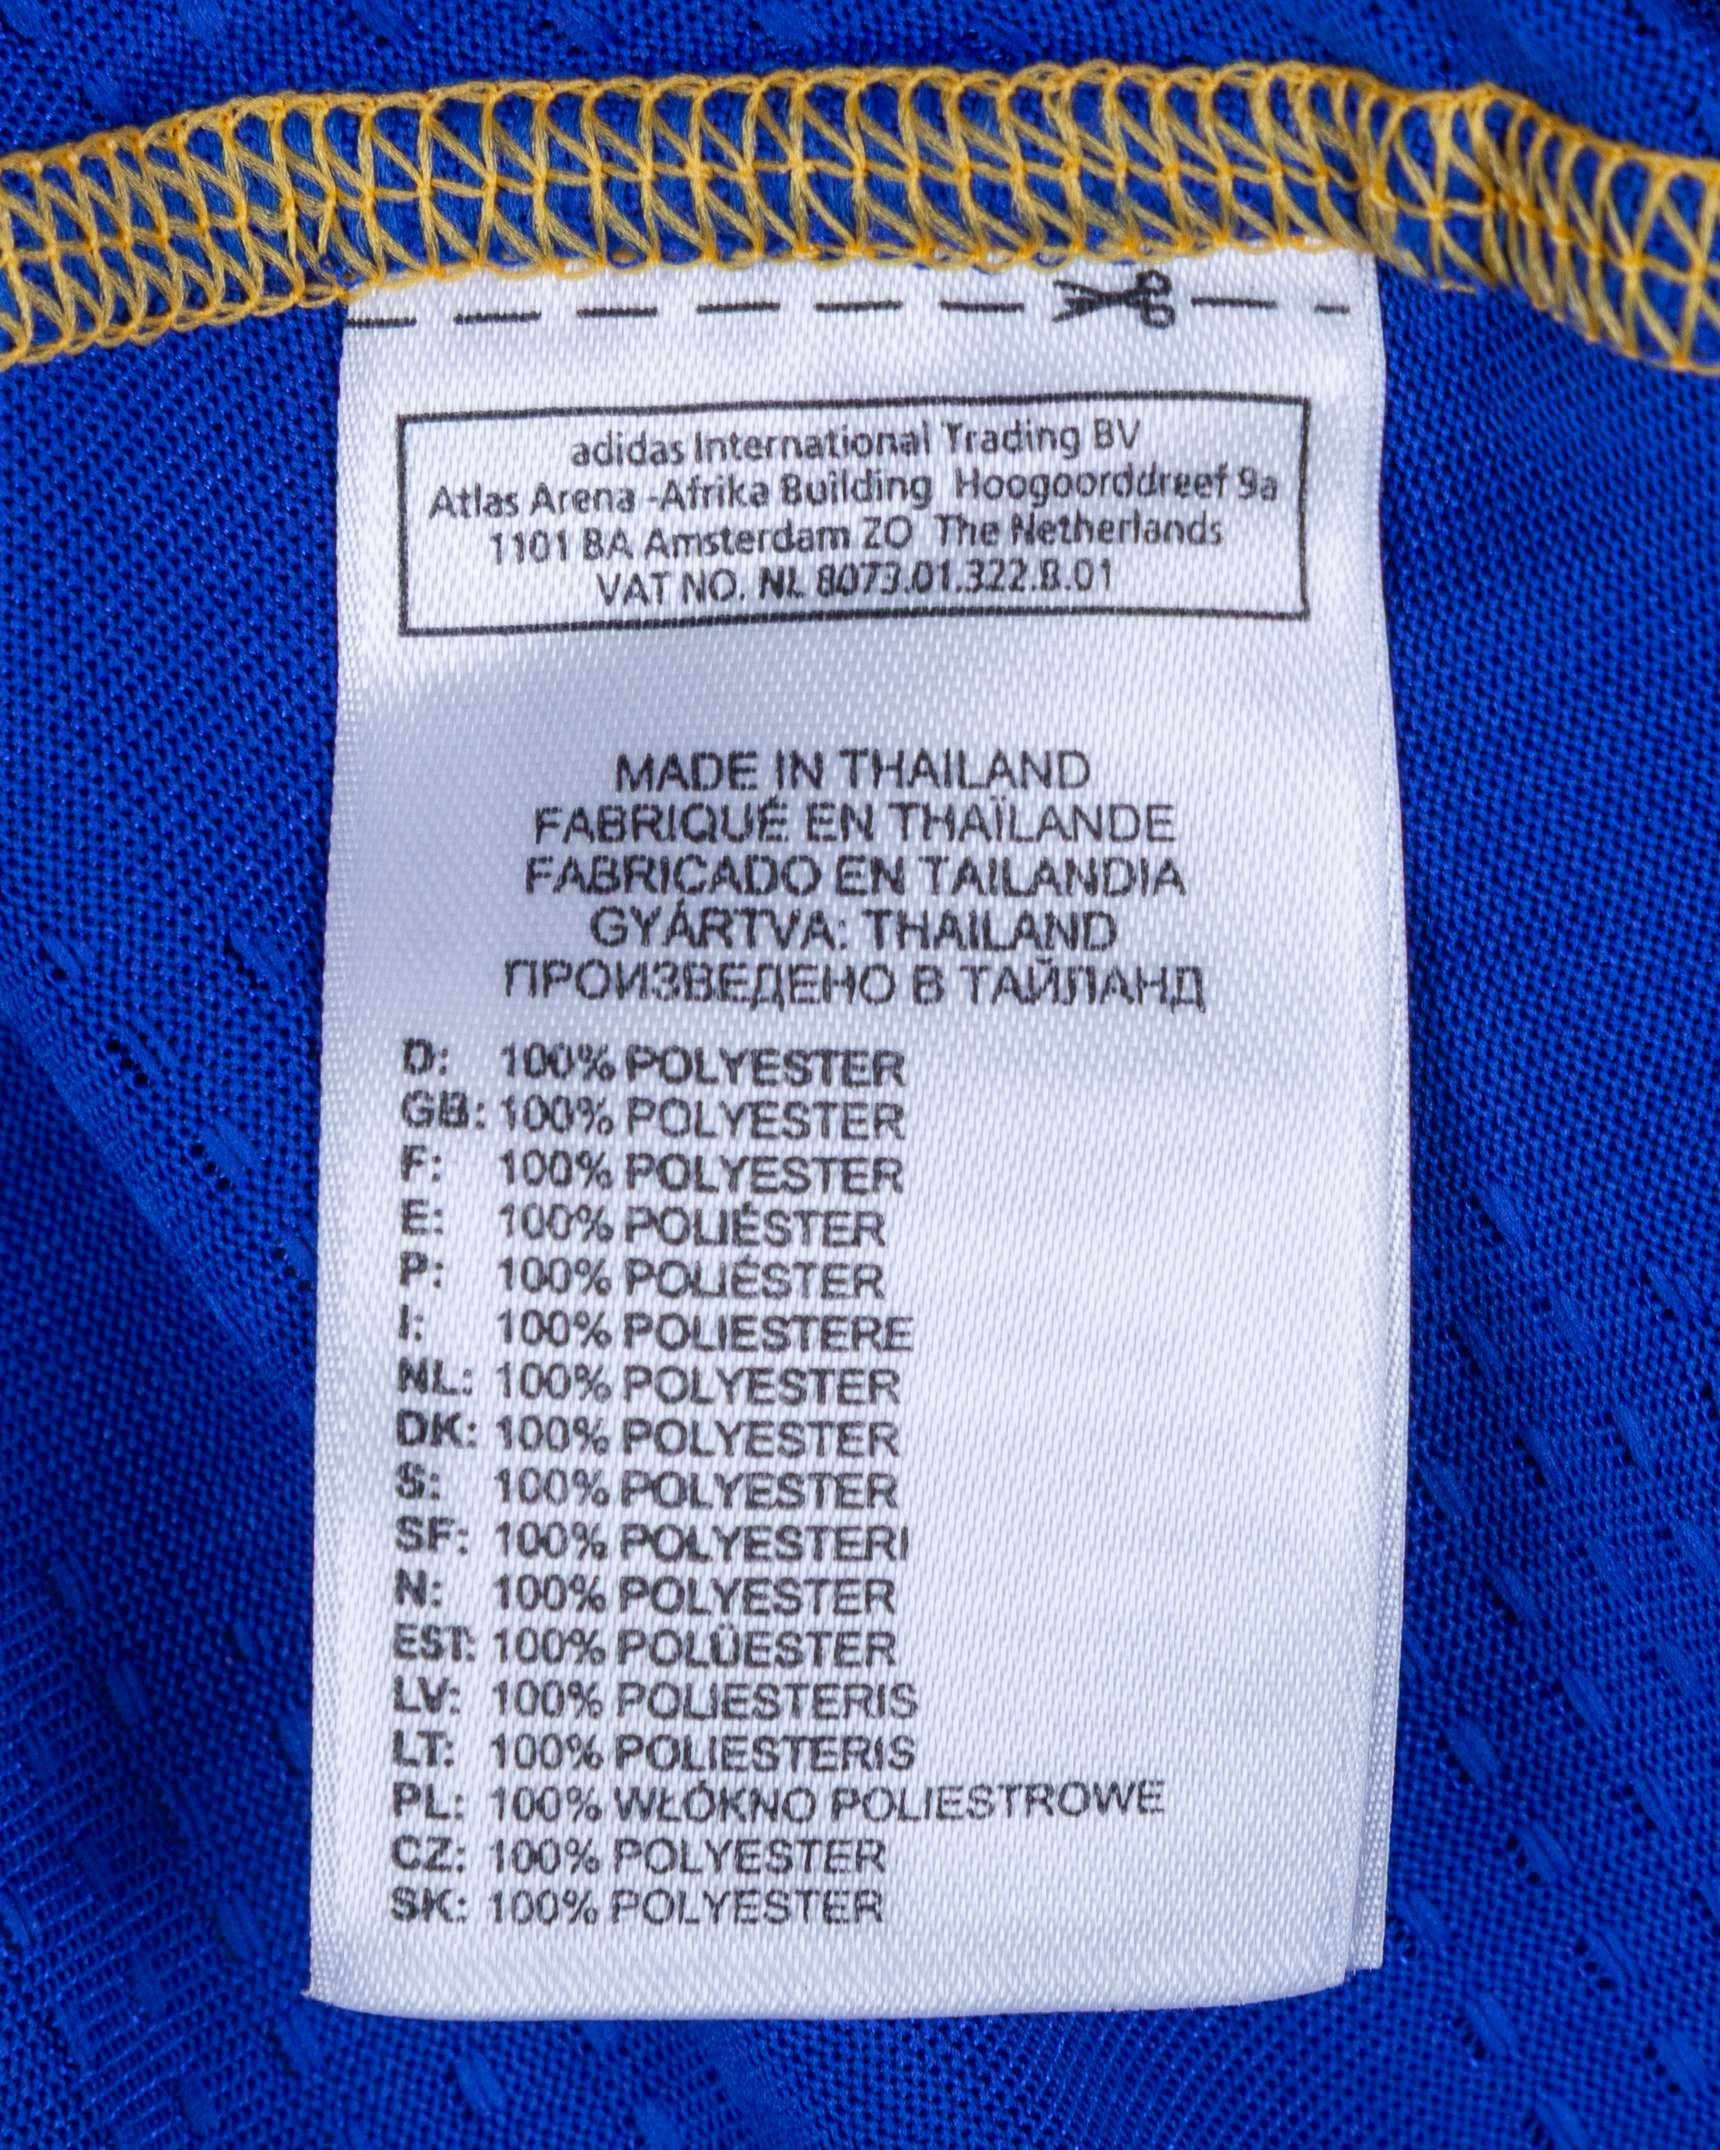 adidas International Trading BV
Atlas Arena -Afrika Building Hoogoorddreef 9a
1101 BA Amsterdam ZO The Netherlands
VAT NO. NL 8073.01.322.B.01
MADE IN THAILAND
FABRIQUÉ EN THAÏLANDE
FABRICADO EN TAILANDIA
GYÁRTVA: THAILAND
ПРОИЗВЕДЕНО В ТАЙЛАНД
D: 100% POLYESTER
GB: 100% POLYESTER
F: 100% POLYESTER
E: 100% POLIÉSTER
P: 100% POLIÉSTER
I: 100% POLIESTERE
NL: 100% POLYESTER
DK: 100% POLYESTER
S: 100% POLYESTER
SF: 100% POLYESTERI
N: 100% POLYESTER
EST: 100% POLÜESTER
LV: 100% POLIESTERIS
LT: 100% POLIESTERIS
PL: 100% WŁÓKNO POLIESTROWE
CZ: 100% POLYESTER
SK: 100% POLYESTER